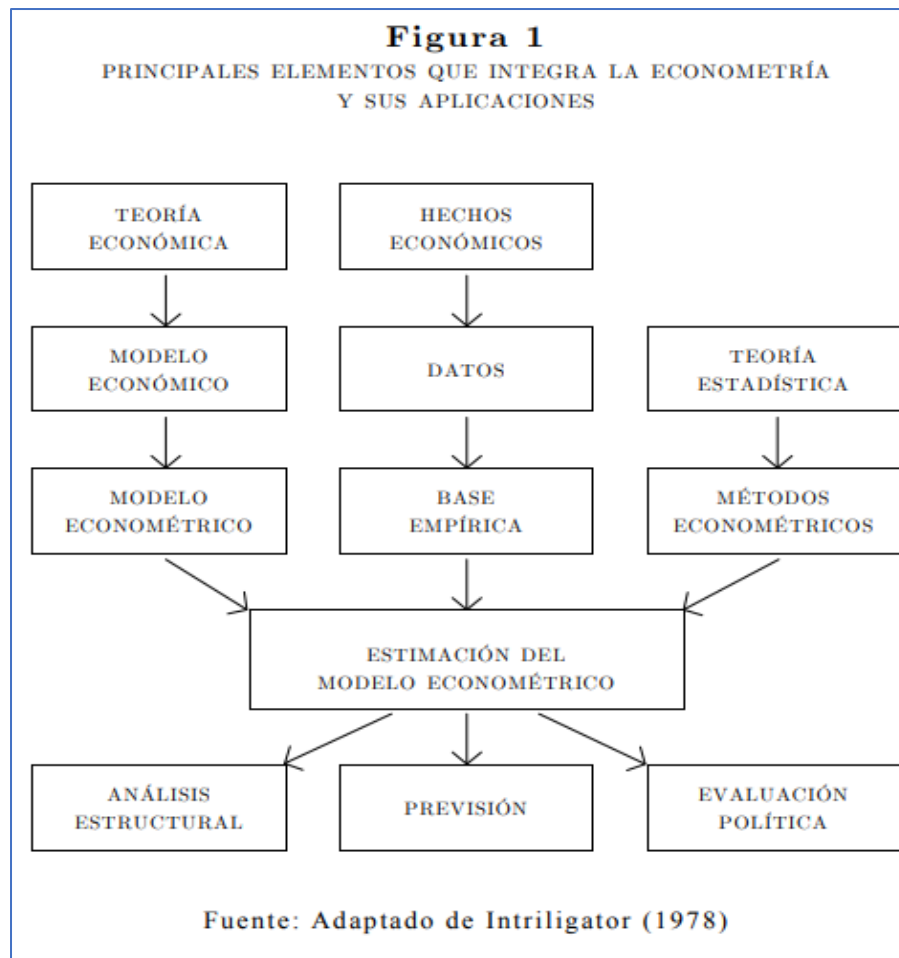 Figura 1
PRINCIPALES ELEMENTOS QUE INTEGRA LA ECONOMETRÍA
Y SUS APLICACIONES
TEORÍA
ECONÓMICA
HECHOS
ECONÓMICOS
MODELO
ECONÓMICO
DATOS
TEORÍA
ESTADÍSTICA
MODELO
ECONOMÉTRICO
BASE
EMPÍRICA
MÉTODOS
ECONOMÉTRICOS
ESTIMACIÓN DEL
MODELO ECONOMÉTRICO
ANÁLISIS
ESTRUCTURAL
PREVISIÓN
EVALUACIÓN
POLÍTICA
Fuente: Adaptado de Intriligator (1978)